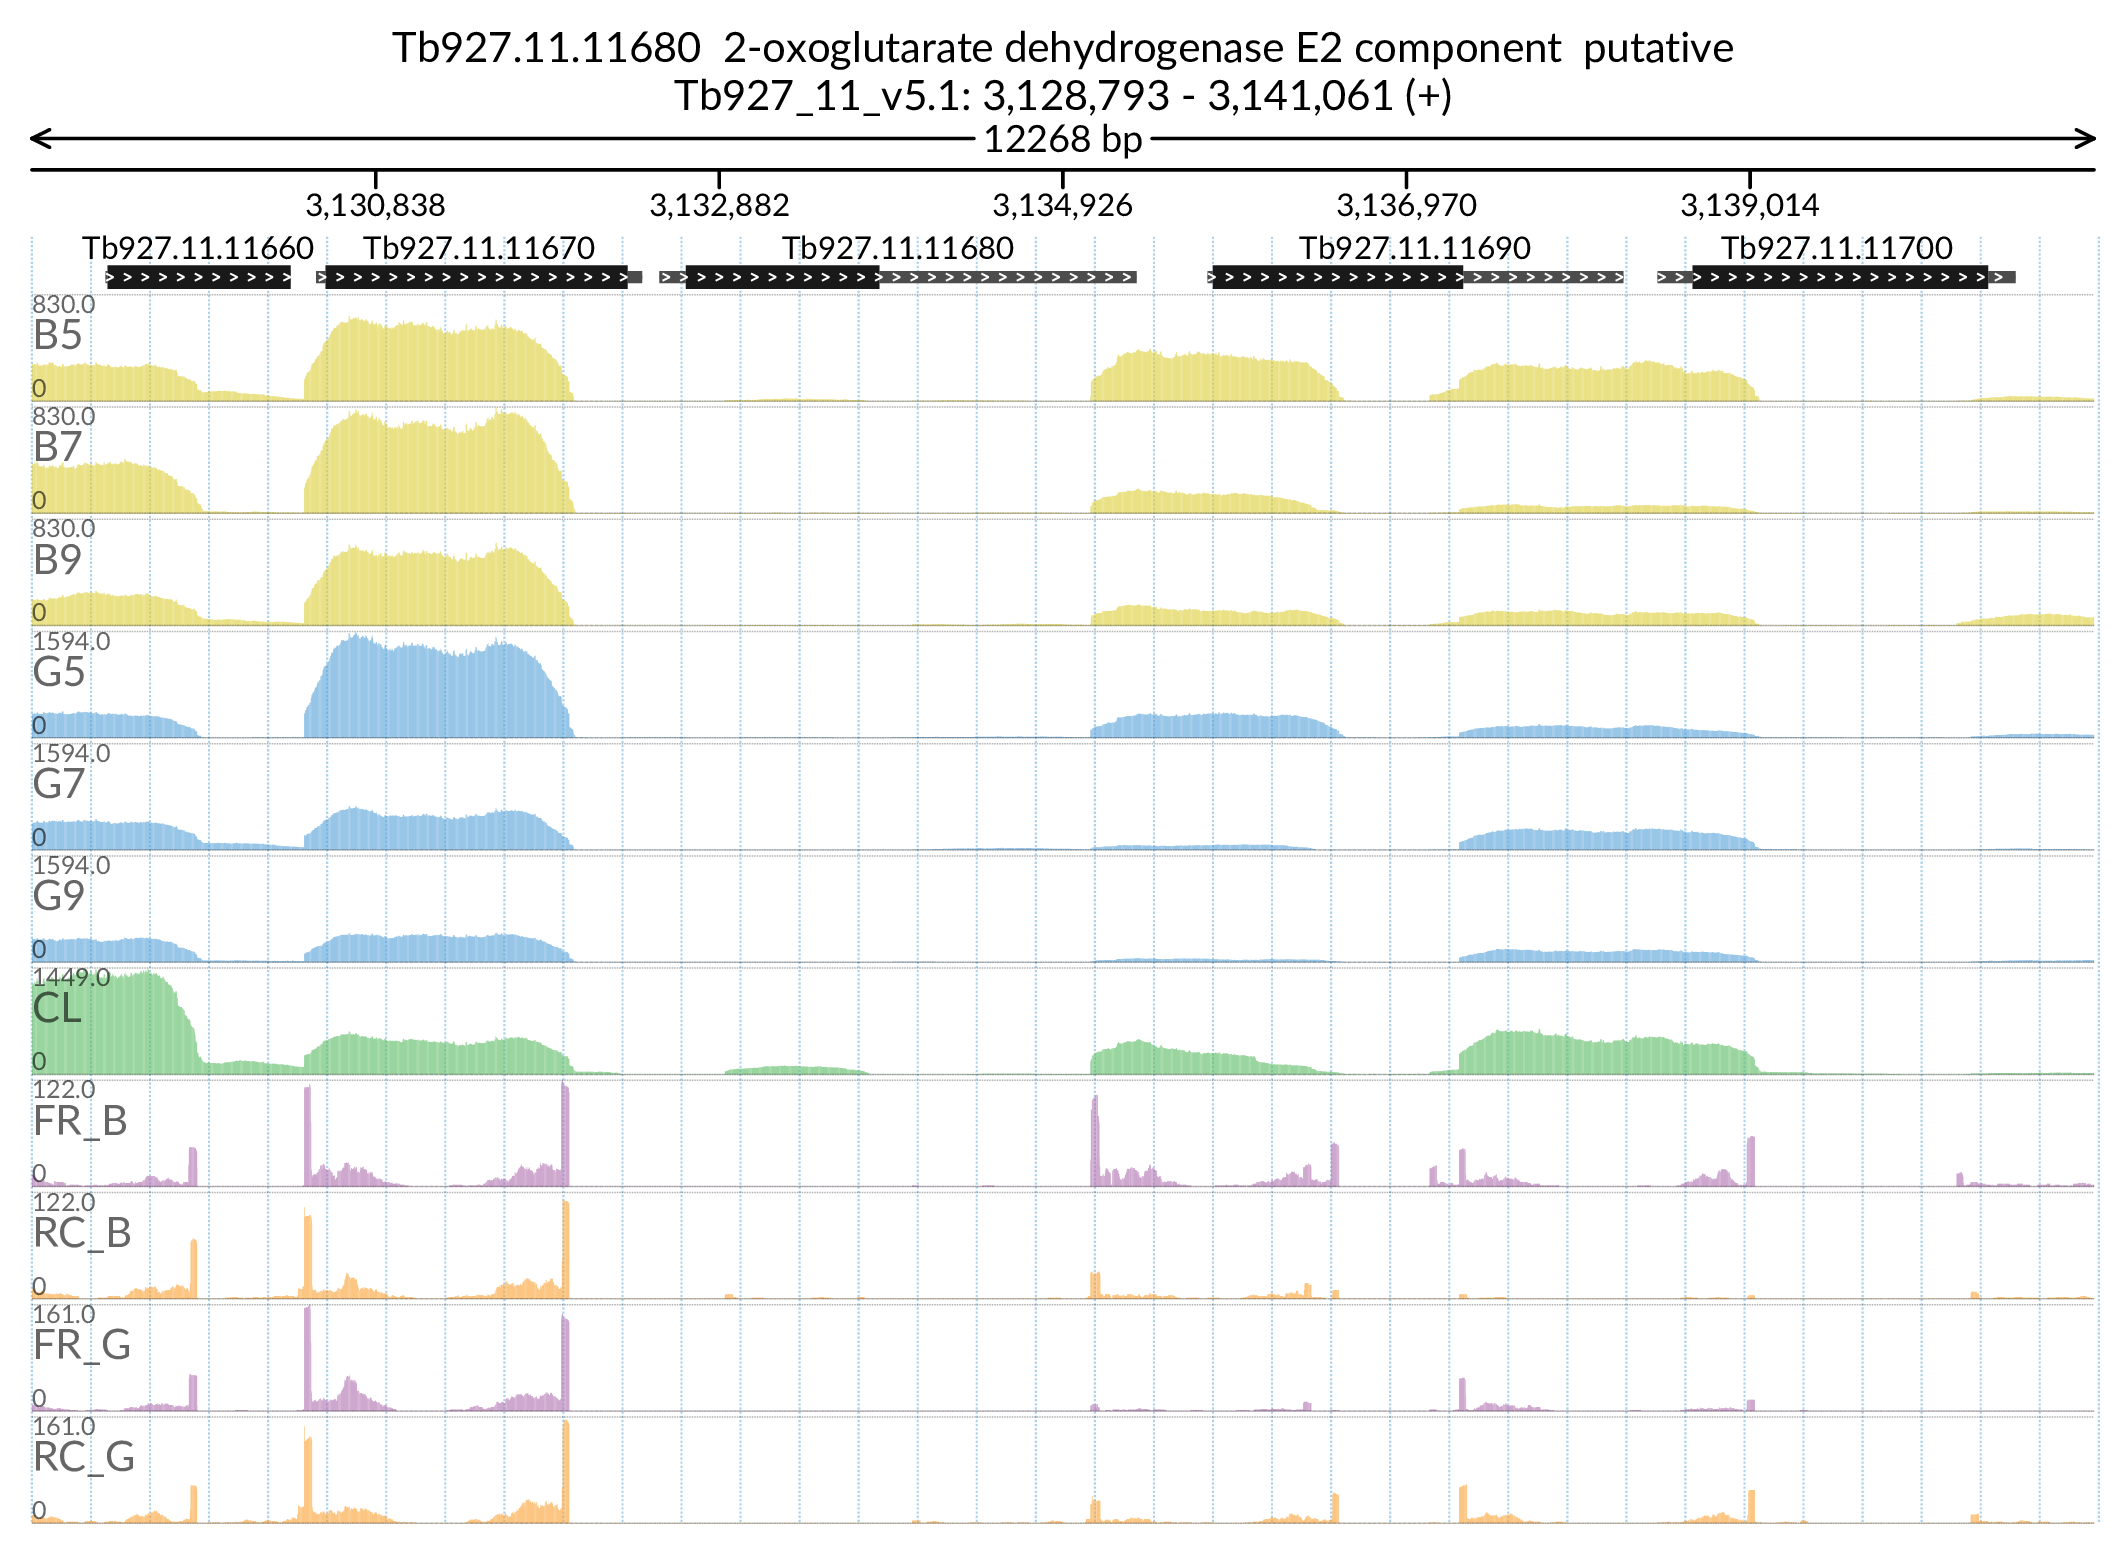 Tb927.11.11680  2-oxoglutarate dehydrogenase E2 component  putative
Tb927_11_v5.1: 3,128,793 - 3,141,061 (+)
12268 bp
3,130,838 3,132,882 3,134,926 3,136,970 3,139,014
Tb927.11.11660 Tb927.11.11670 Tb927.11.11680 Tb927.11.11690 Tb927.11.11700
830.0
B5
0
830.0
B7
0
830.0
B9
0
1594.0
G5
0
1594.0
G7
0
1594.0
G9
0
1449.0
CL
0
122.0
FR_B
0
122.0
RC_B
0
161.0
FR_G
0
161.0
RC_G
0